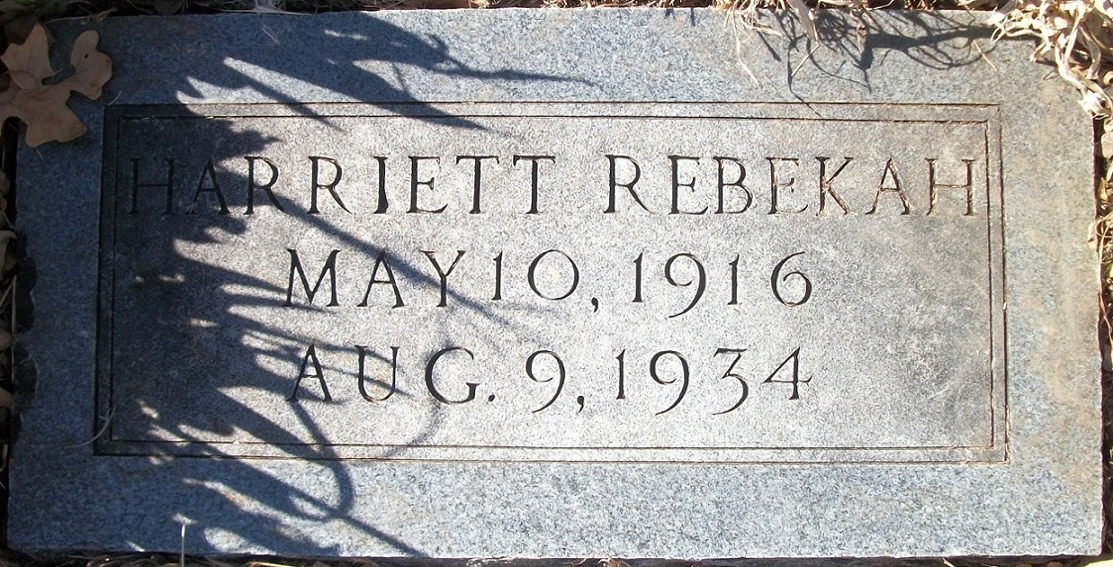 HARRIETT REBEKAH
MAY 10, 1916
AUG. 9, 1934